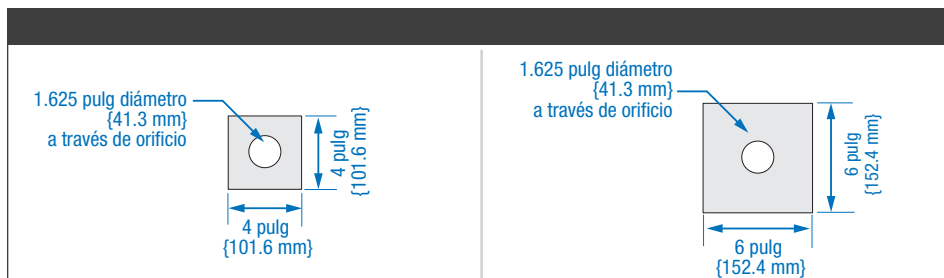 1.625 pulg diámetro
{41.3 mm}
a través de orificio
4 pulg
{101.6 mm}
4 pulg
{101.6 mm}
1.625 pulg diámetro
{41.3 mm}
a través de orificio
6 pulg
{152.4 mm}
6 pulg
{152.4 mm}